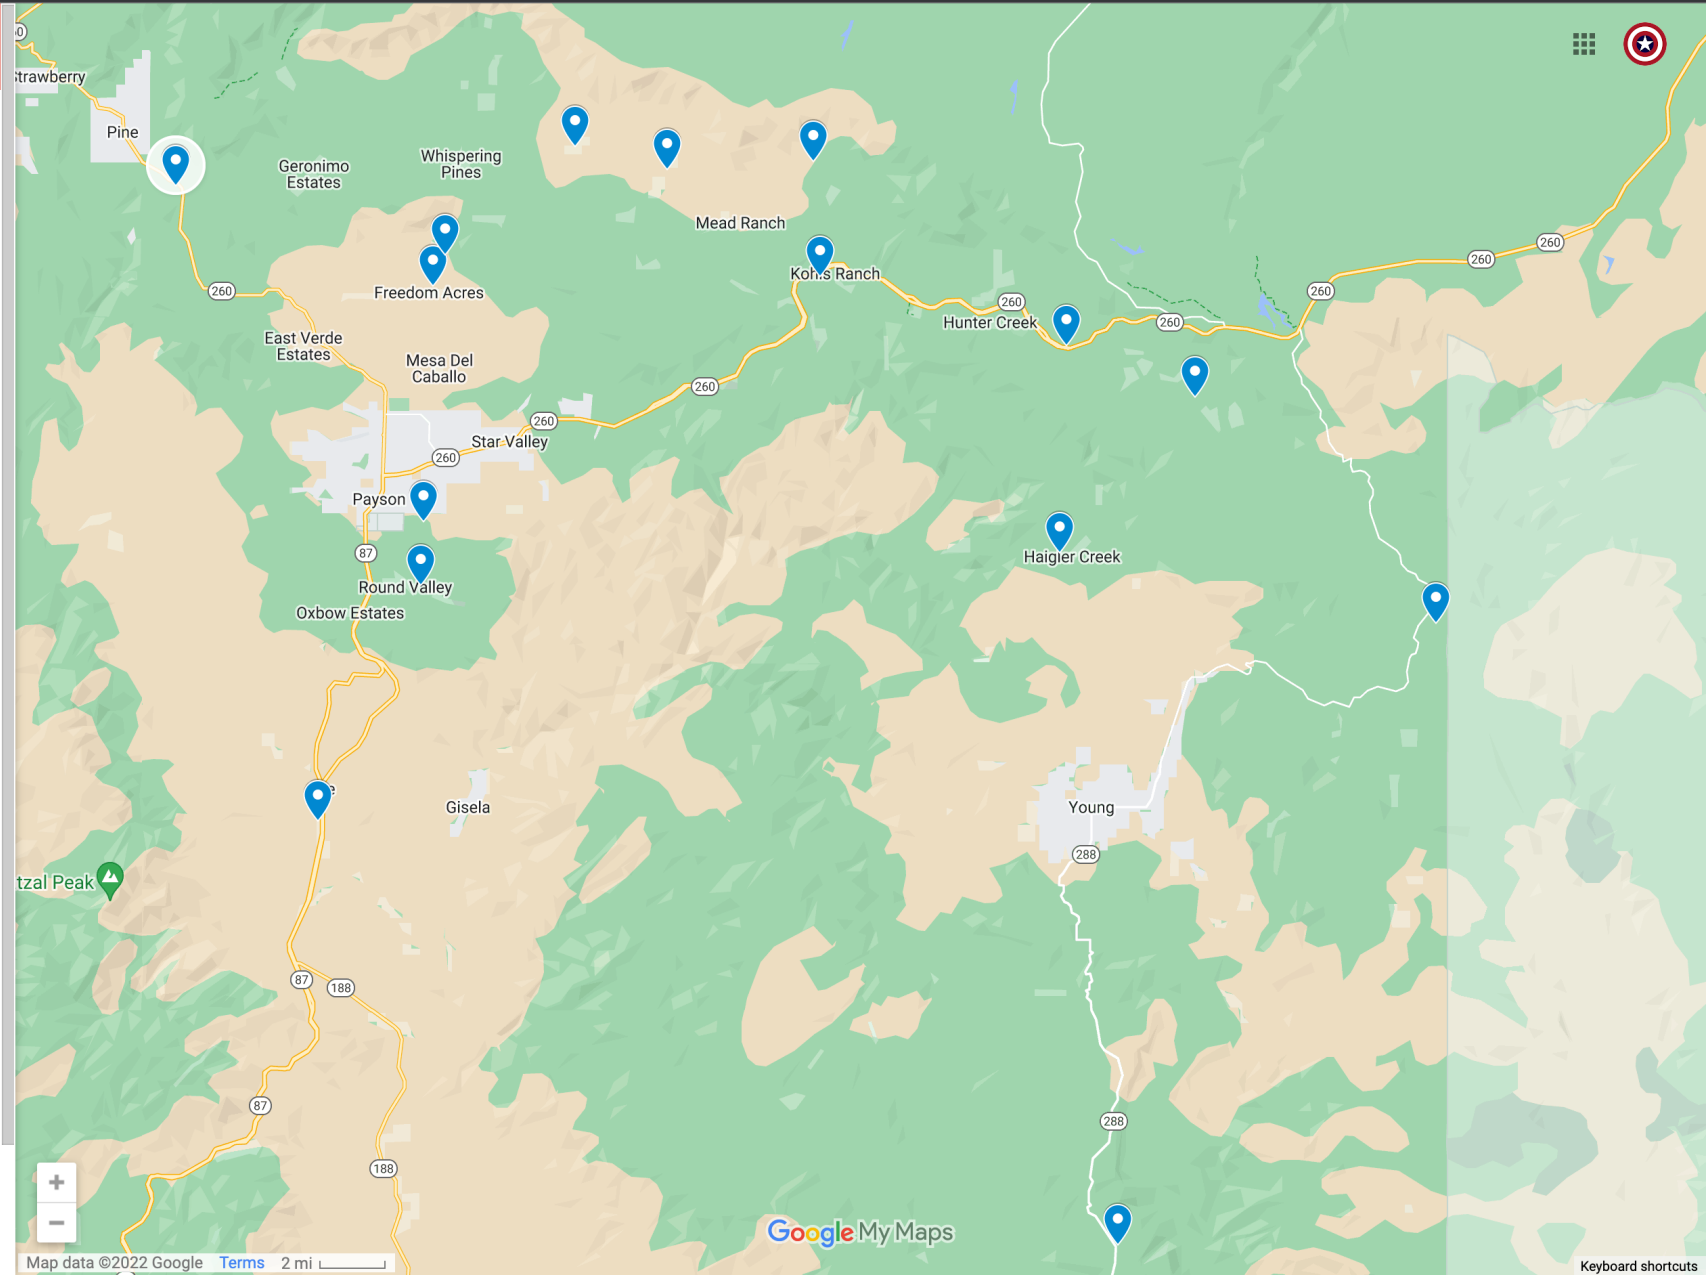 Strawberry
Pine
Geronimo
Estates
Whispering
Pines
Mead Ranch
260
260
Kohls Ranch
Freedom Acres
260
260
260
Hunter Creek
260
East Verde
Estates
Mesa Del
Caballo
260
260
Star Valley
260
Payson
87
Haigler Creek
Round Valley
Oxbow Estates
Gisela
Young
288
tzal Peak
87
188
87
288
188
Google My Maps
Map data ©2022 Google Terms 2 mi
Keyboard shortcuts